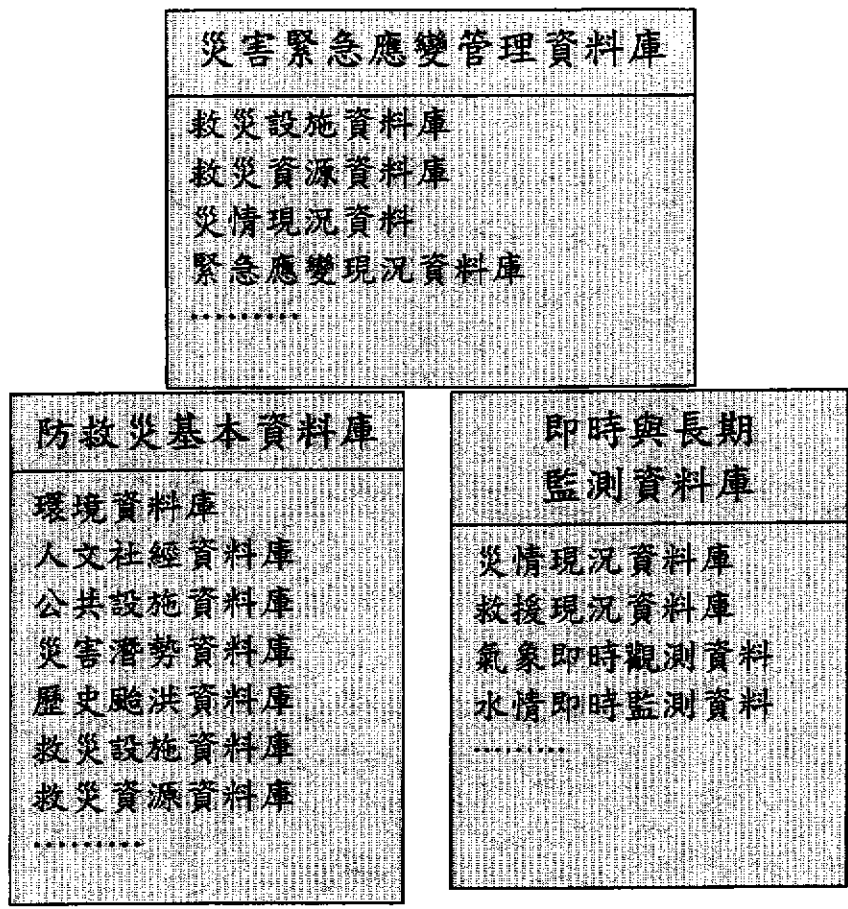 災害緊急應變管理資料庫
救災設施資料庫
救災資源資料庫
災情現況資料
緊急應變現況資料庫
………
防救災基本資料庫
環境資料庫
人文社經資料庫
公共設施資料庫
災害潛勢資料庫
歷史颱洪資料庫
救災設施資料庫
救災資源資料庫
………
即時與長期
監測資料庫
災情現況資料庫
救援現況資料庫
氣象即時觀測資料
水情即時監測資料
………